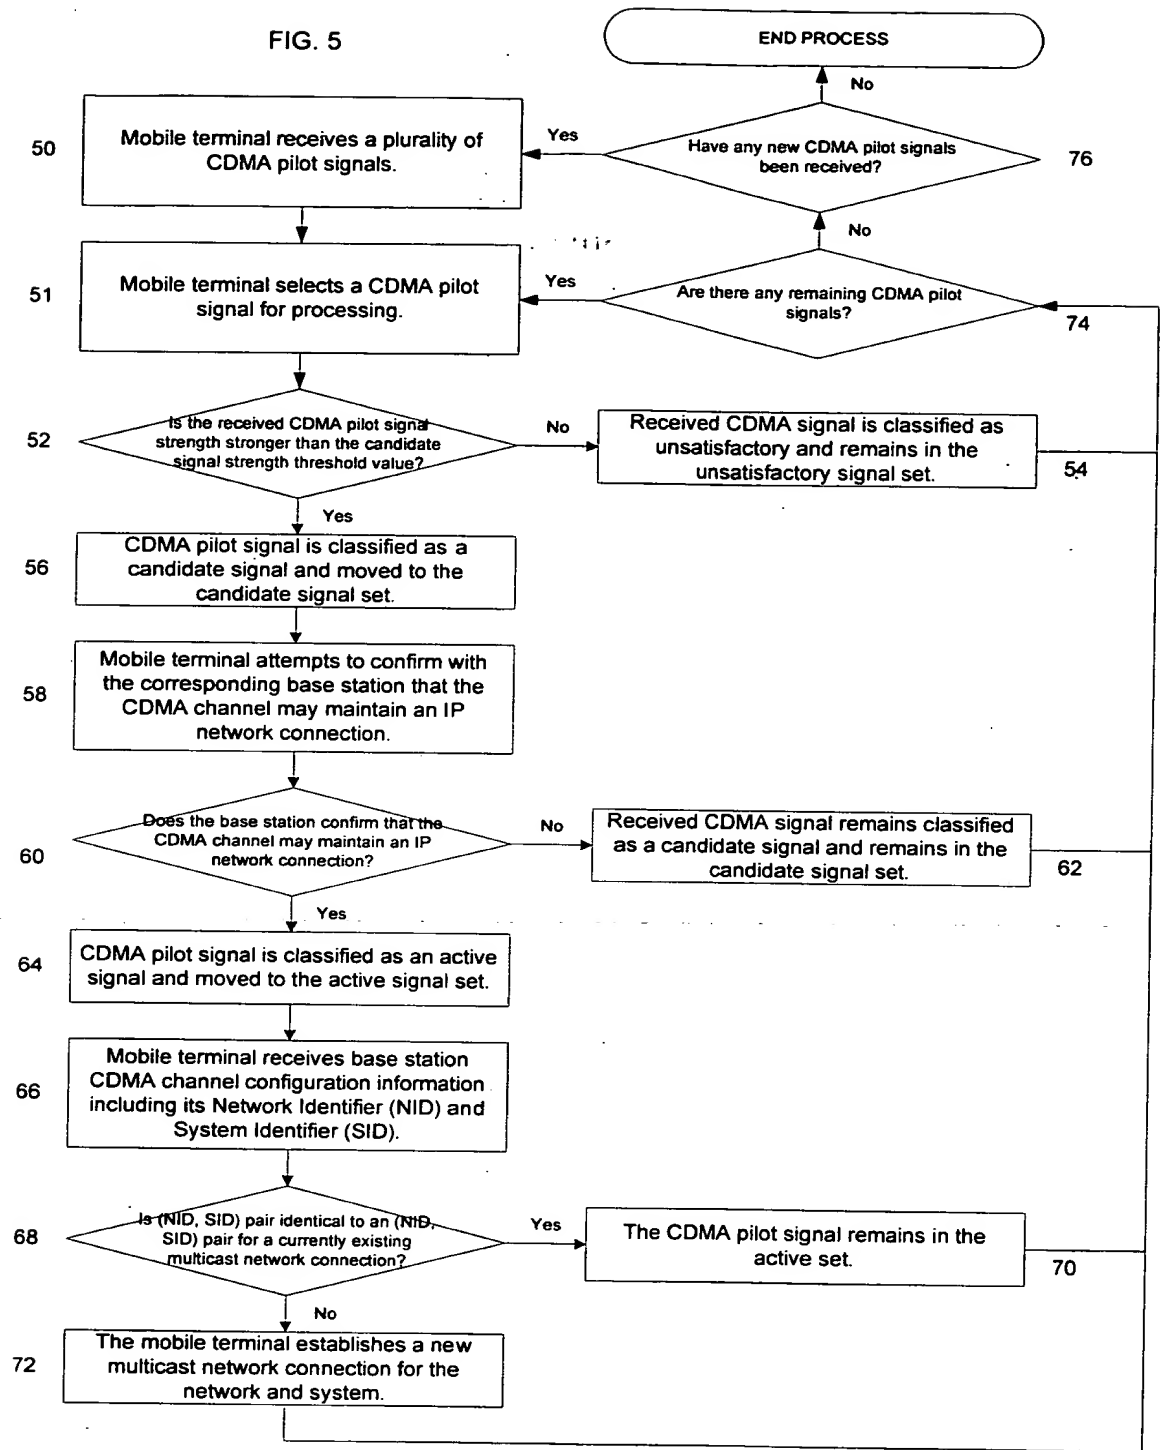 FIG. 5
END PROCESS
No
50
Mobile terminal receives a plurality of
CDMA pilot signals.
Yes
Have any new CDMA pilot signals
been received?
76
No
51
Mobile terminal selects a CDMA pilot
signal for processing.
Yes
Are there any remaining CDMA pilot
signals?
74
52
Is the received CDMA pilot signal
strength stronger than the candidate
signal strength threshold value?
No
Received CDMA signal is classified as
unsatisfactory and remains in the
unsatisfactory signal set.
54
Yes
56
CDMA pilot signal is classified as a
candidate signal and moved to the
candidate signal set.
58
Mobile terminal attempts to confirm with
the corresponding base station that the
CDMA channel may maintain an IP
network connection.
60
Does the base station confirm that the
CDMA channel may maintain an IP
network connection?
No
Received CDMA signal remains classified
as a candidate signal and remains in the
candidate signal set.
62
Yes
64
CDMA pilot signal is classified as an active
signal and moved to the active signal set.
66
Mobile terminal receives base station
CDMA channel configuration information
including its Network Identifier (NID) and
System Identifier (SID).
68
Is (NID, SID) pair identical to an (NID,
SID) pair for a currently existing
multicast network connection?
Yes
The CDMA pilot signal remains in the
active set.
70
No
72
The mobile terminal establishes a new
multicast network connection for the
network and system.